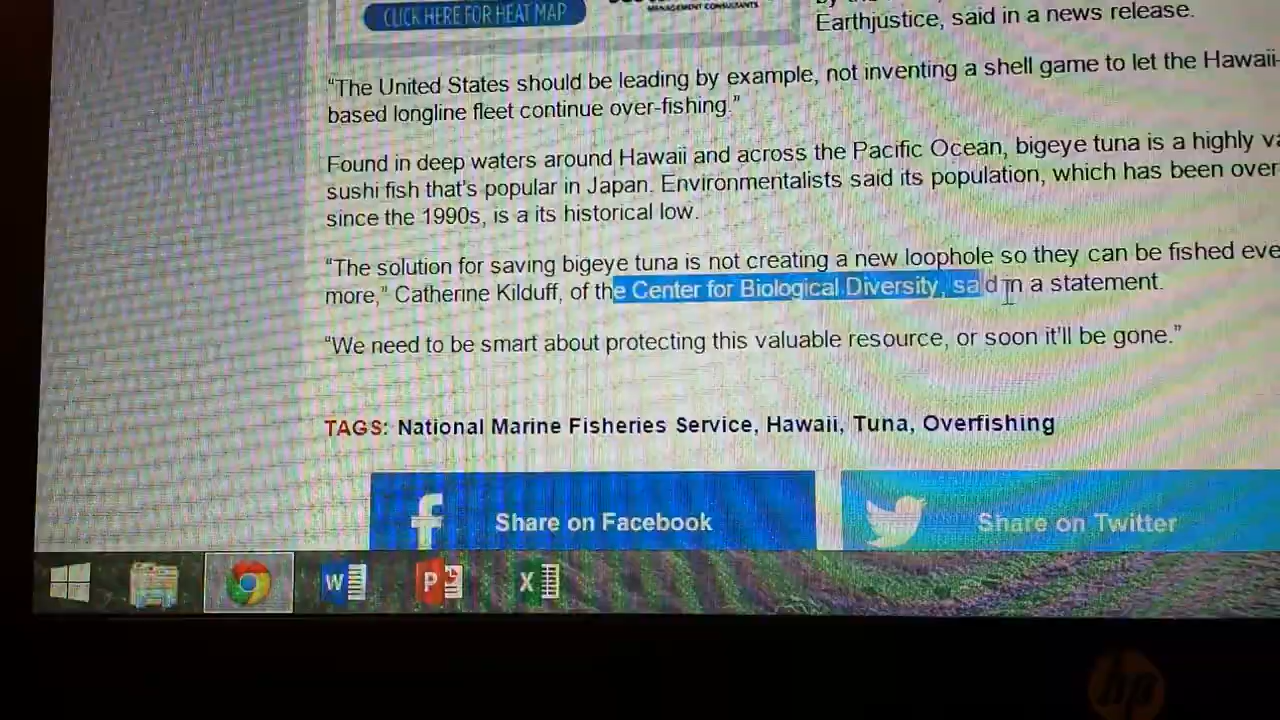 CLICK HERE FOR HEAT MAP
MANAGEMENT CONSULTANTS
Earthjustice, said in a news release.
“The United States should be leading by example, not inventing a shell game to let the Hawaii-
based longline fleet continue over-fishing.”
Found in deep waters around Hawaii and across the Pacific Ocean, bigeye tuna is a highly
sushi fish that's popular in Japan. Environmentalists said its population, which has been over
since the 1990s, is a its historical low.
“The solution for saving bigeye tuna is not creating a new loophole so they can be fished eve
more,” Catherine Kilduff, of the Center for Biological Diversity, said in a statement.
“We need to be smart about protecting this valuable resource, or soon it’ll be gone.”
TAGS: National Marine Fisheries Service, Hawaii, Tuna, Overfishing
f Share on Facebook
Share on Twitter
W
P
X
hp